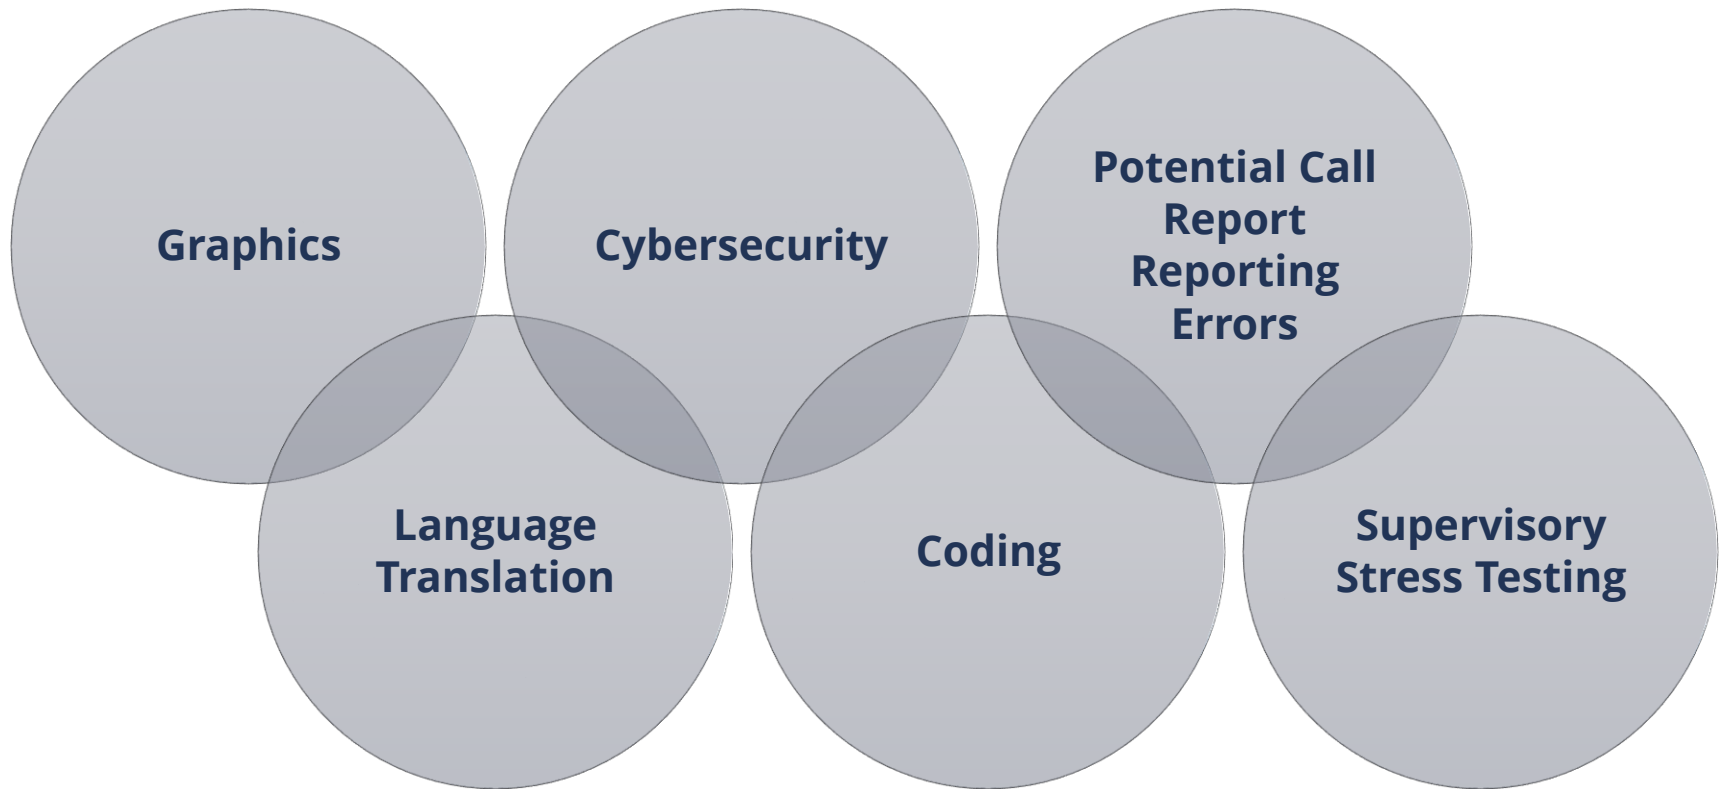 Graphics
Cybersecurity
Potential Call
Report
Reporting
Errors
Language
Translation
Coding
Supervisory
Stress Testing